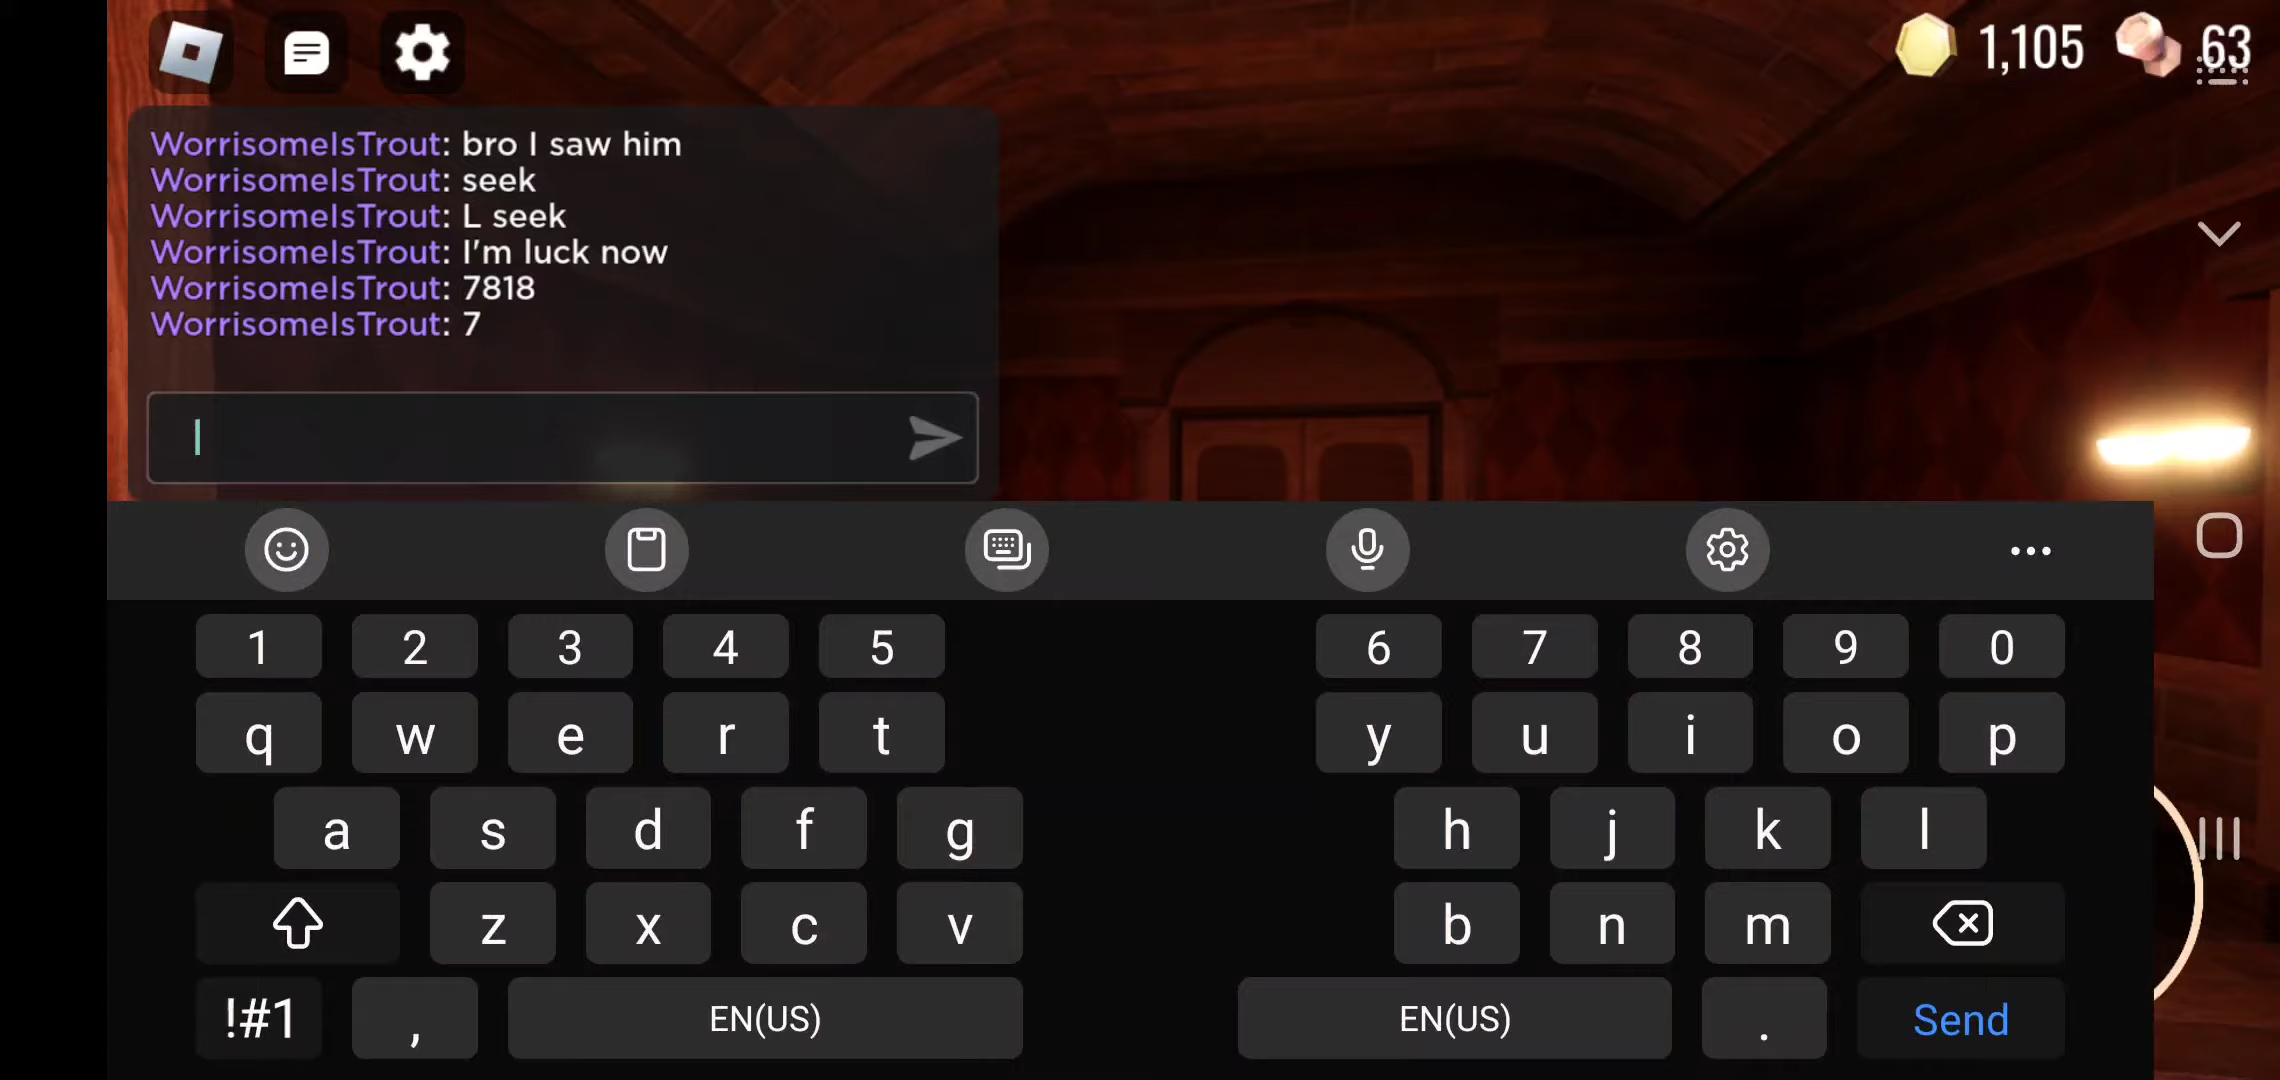 1,105 63
WorrisomeIsTrout: bro I saw him
WorrisomeIsTrout: seek
WorrisomeIsTrout: L seek
WorrisomeIsTrout: I'm luck now
WorrisomeIsTrout: 7818
WorrisomeIsTrout: 7
1 2 3 4 5 6 7 8 9 0
q w e r t y u i o p
a s d f g h j k l
z x c v b n m
!#1 , EN(US) EN(US) . Send